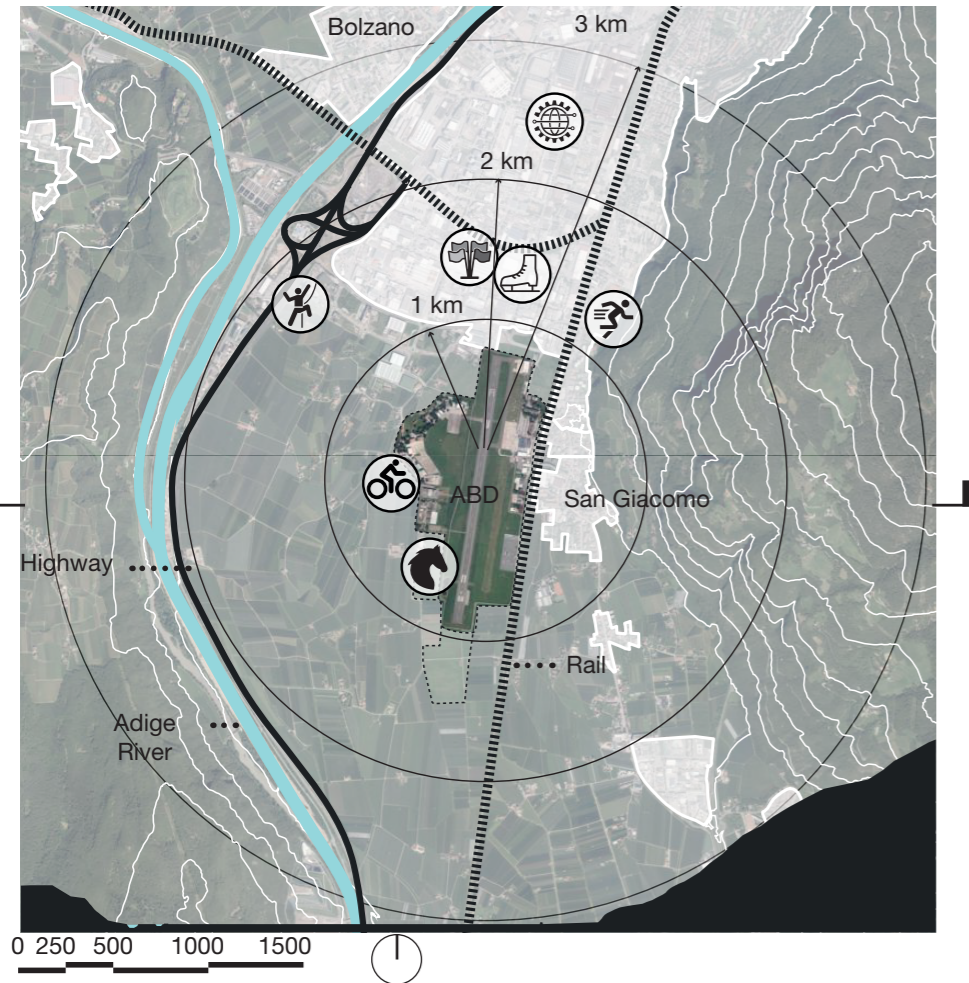 Bolzano
3 km
2 km
1 km
ABD
San Giacomo
Highway
Rail
Adige
River
0 250 500 1000 1500